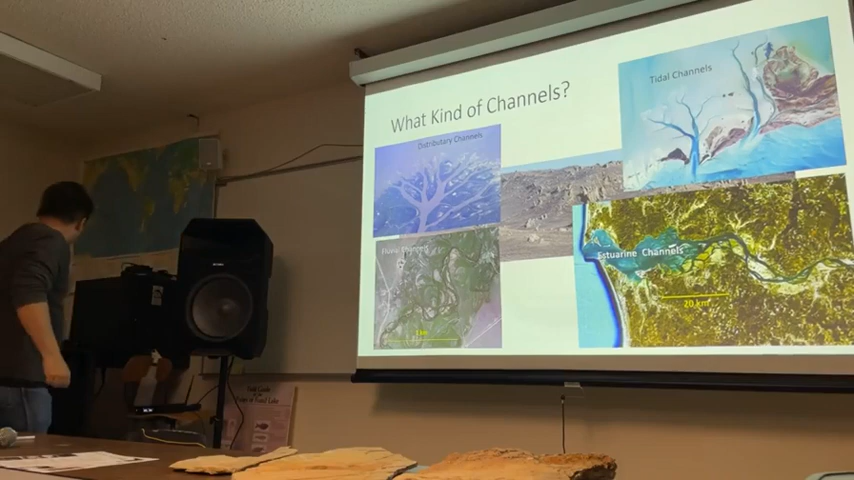 What Kind of Channels?
Tidal Channels
Distributary Channels
Fluvial Channels
Estuarine Channels
20 km